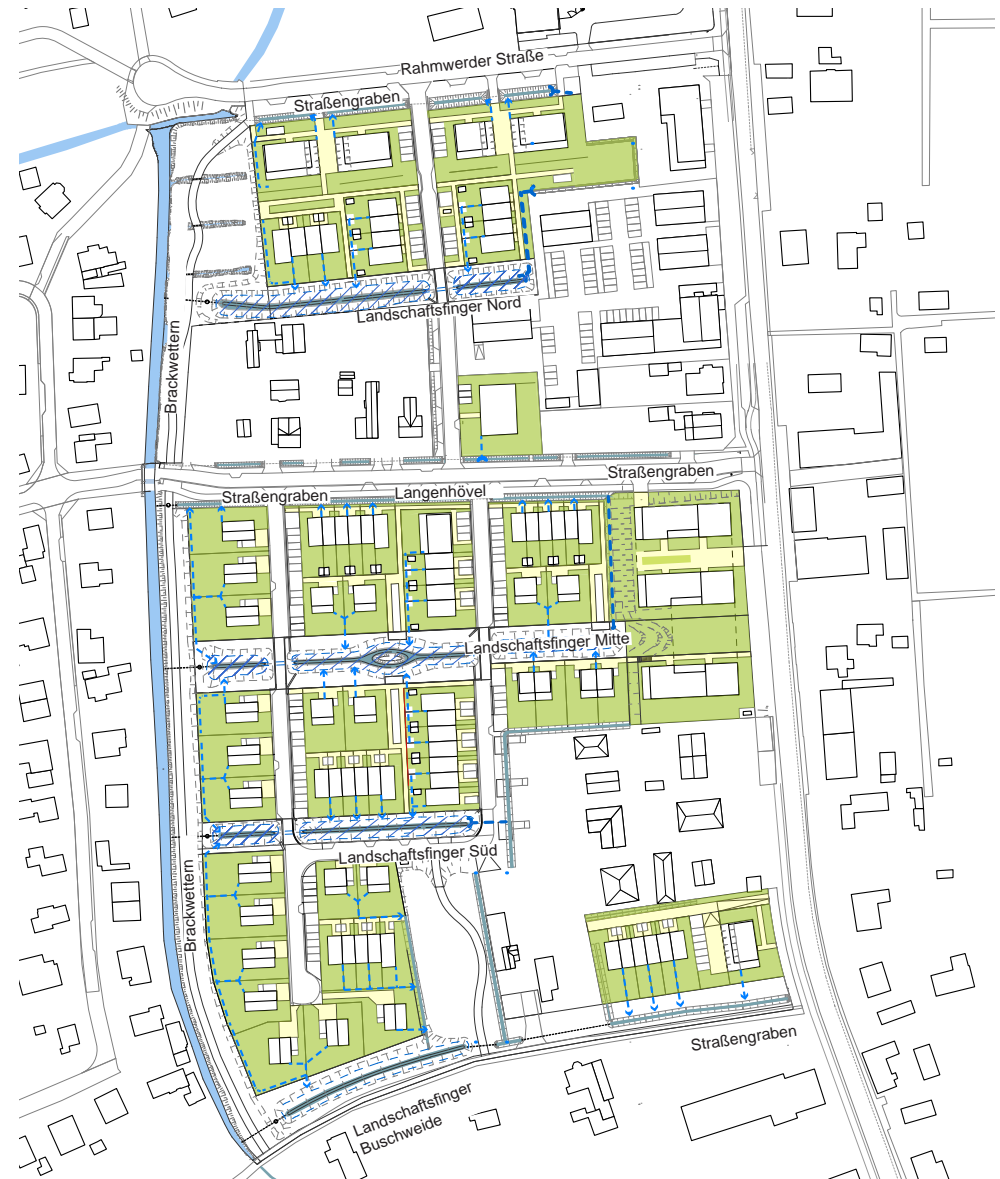 Rahmwerder Straße
Straßengraben
Landschaftsfinger Nord
Brackwettern
Straßengraben
Straßengraben
Langenhövel
Landschaftsfinger Mitte
Landschaftsfinger Süd
Brackwettern
Straßengraben
Landschaftsfinger
Buschweide